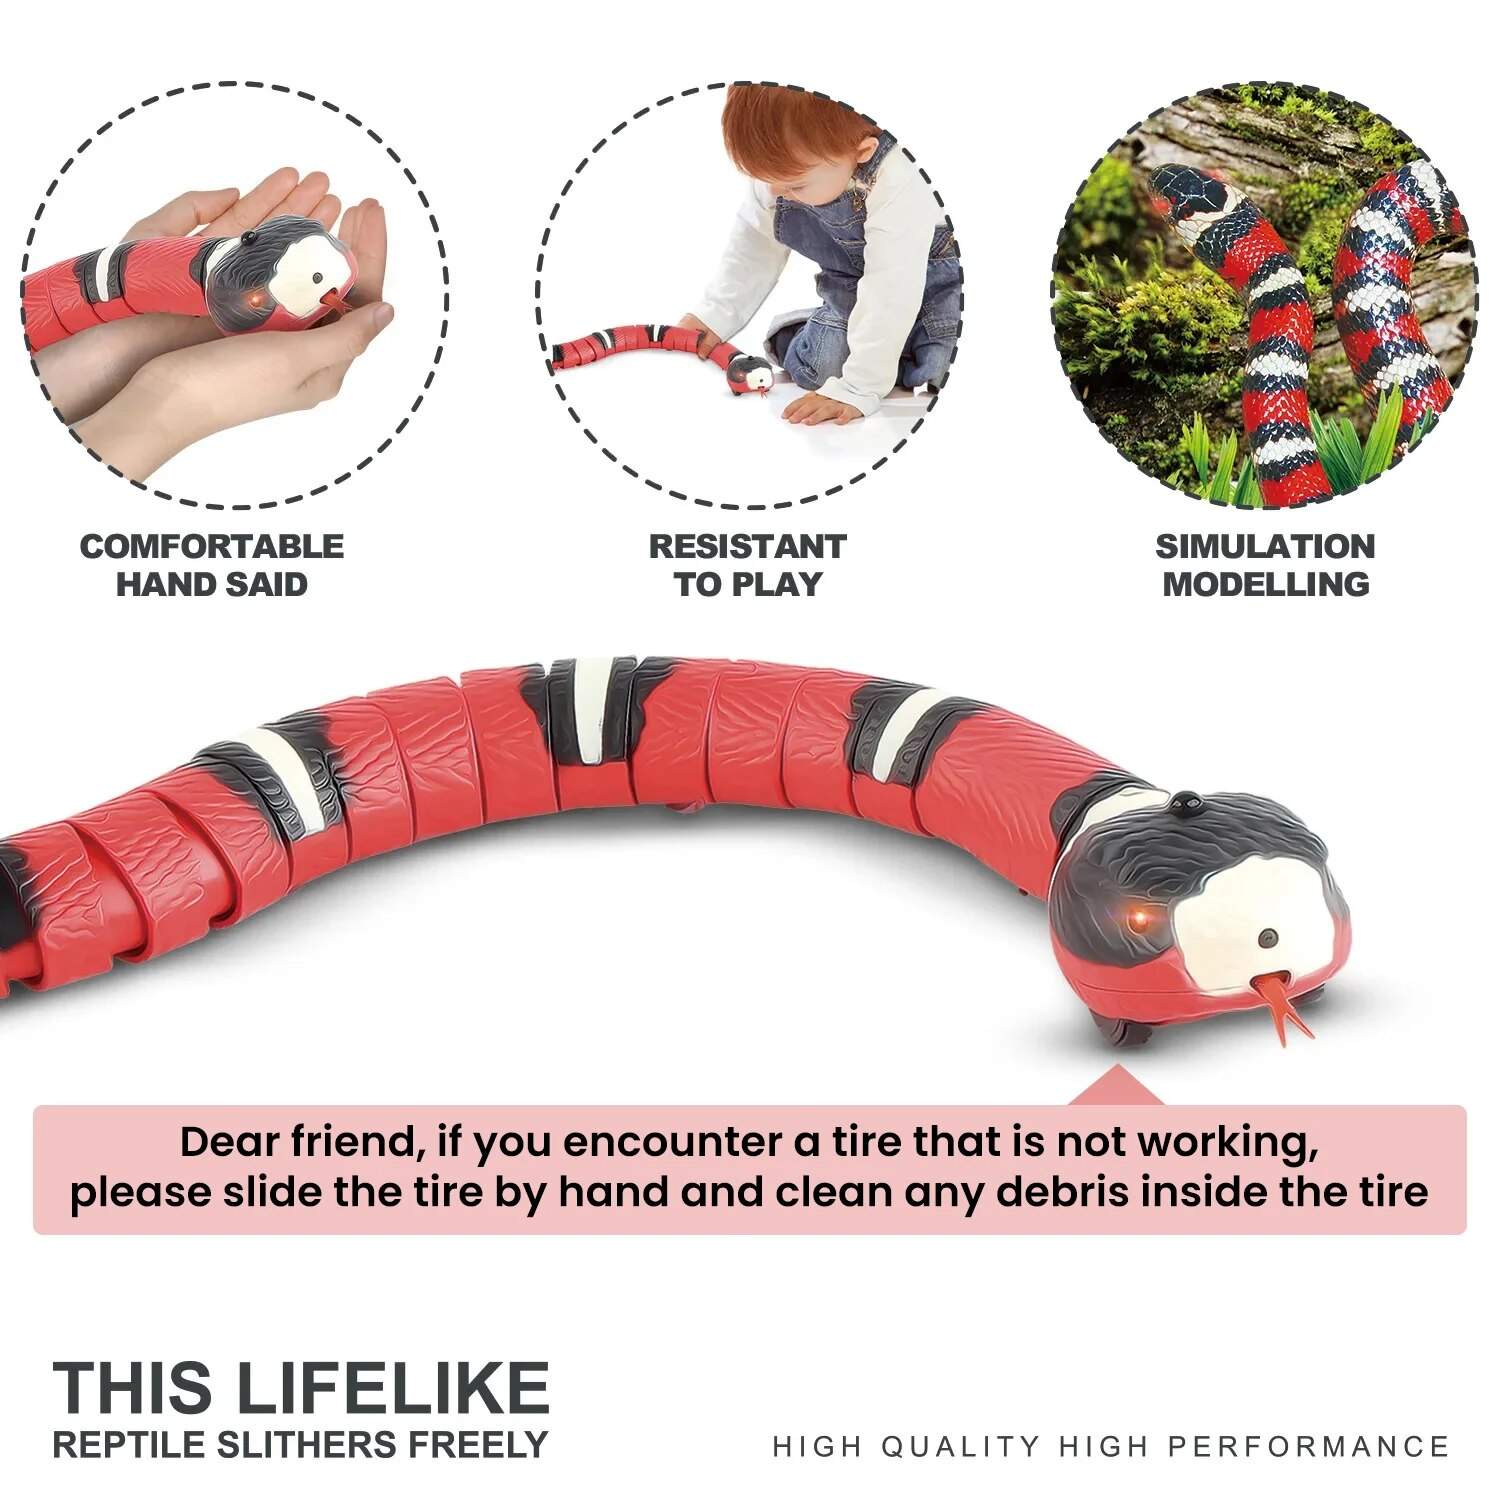 COMFORTABLE
HAND SAID
RESISTANT
TO PLAY
SIMULATION
MODELLING
Dear friend, if you encounter a tire that is not working,
please slide the tire by hand and clean any debris inside the tire
THIS LIFELIKE
REPTILE SLITHERS FREELY
HIGH QUALITY HIGH PERFORMANCE